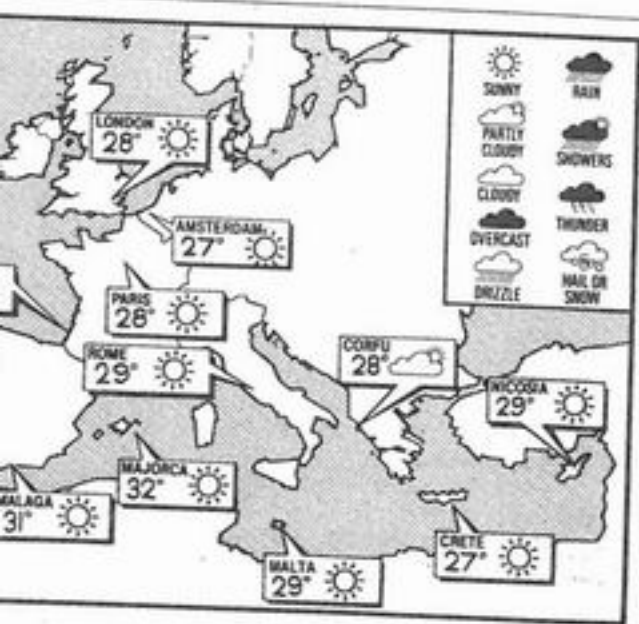 LONDON
28°
AMSTERDAM
27°
PARIS
28°
ROME
29°
CORFU
28°
NICOSIA
29°
MAJORCA
32°
MALAGA
31°
MALTA
29°
CRETE
27°
SUNNY
RAIN
PARTLY
CLOUDY
SHOWERS
CLOUDY
OVERCAST
THUNDER
DRIZZLE
HAIL OR
SNOW